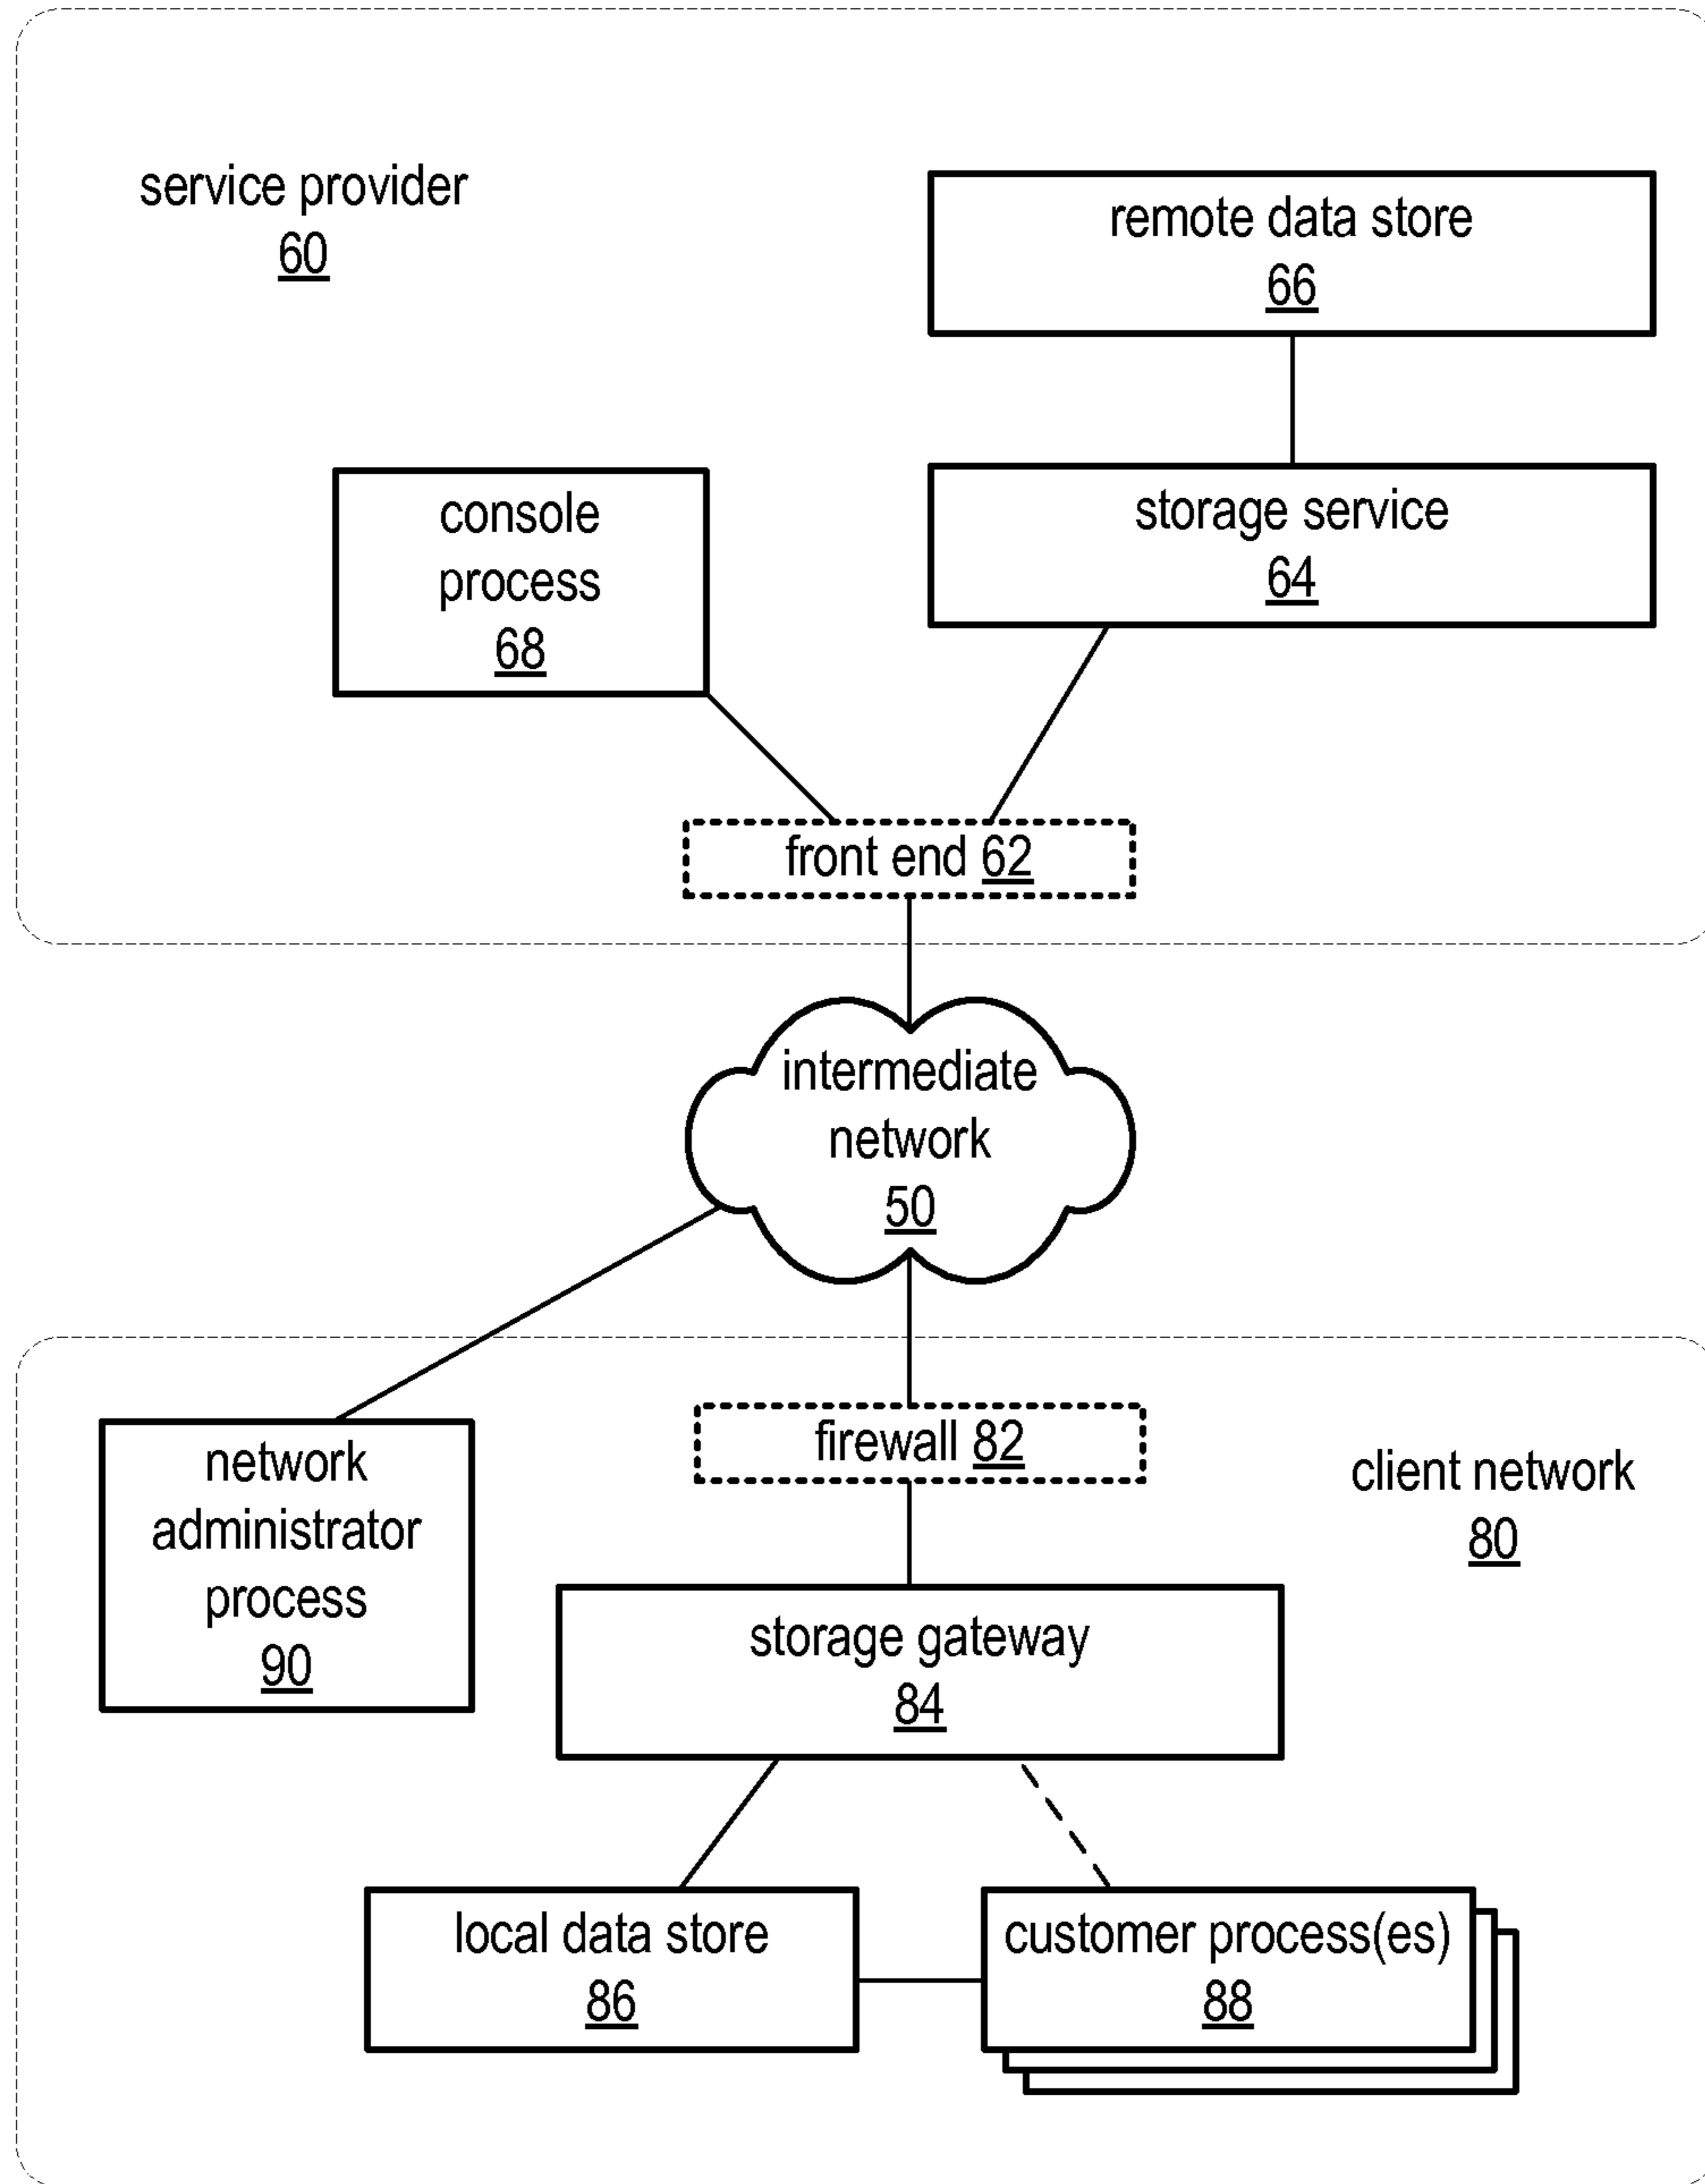 service provider
60
remote data store
66
console
process
68
storage service
64
front end 62
intermediate
network
50
firewall 82
client network
80
network
administrator
process
90
storage gateway
84
local data store
86
customer process(es)
88